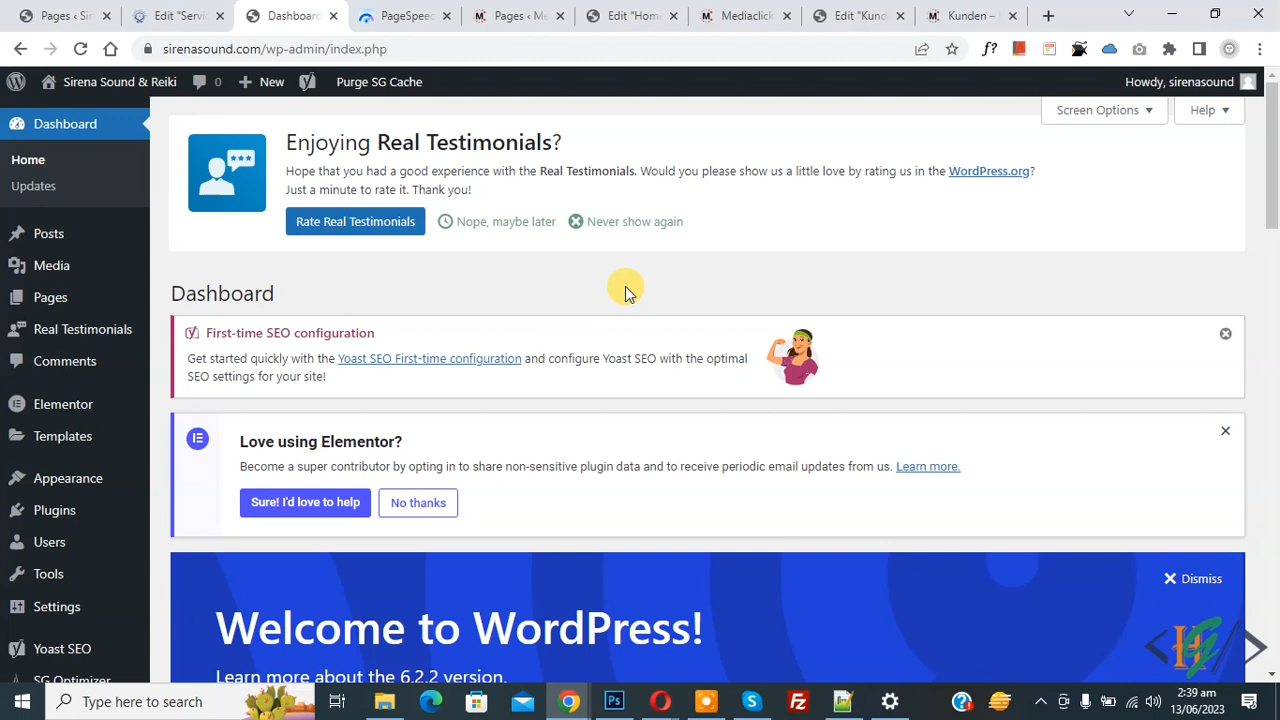 Pages ‹ Sire
Edit "Servi
Dashboard
PageSpee
Pages ‹ Me
Edit "Home
Mediaclick
Edit "Kund
Kunden –
sirenasound.com/wp-admin/index.php
Sirena Sound & Reiki
0
New
Purge SG Cache
Howdy, sirenasound
Dashboard
Home
Updates
Posts
Media
Pages
Real Testimonials
Comments
Elementor
Templates
Appearance
Plugins
Users
Tools
Settings
Yoast SEO
SG Optimizer
Screen Options
Help
Enjoying Real Testimonials?
Hope that you had a good experience with the Real Testimonials. Would you please show us a little love by rating us in the WordPress.org?
Just a minute to rate it. Thank you!
Rate Real Testimonials
Nope, maybe later
Never show again
Dashboard
First-time SEO configuration
Get started quickly with the Yoast SEO First-time configuration and configure Yoast SEO with the optimal
SEO settings for your site!
Love using Elementor?
Become a super contributor by opting in to share non-sensitive plugin data and to receive periodic email updates from us. Learn more.
Sure! I'd love to help
No thanks
Dismiss
Welcome to WordPress!
Learn more about the 6.2.2 version.
Type here to search
2:39 am
13/06/2023